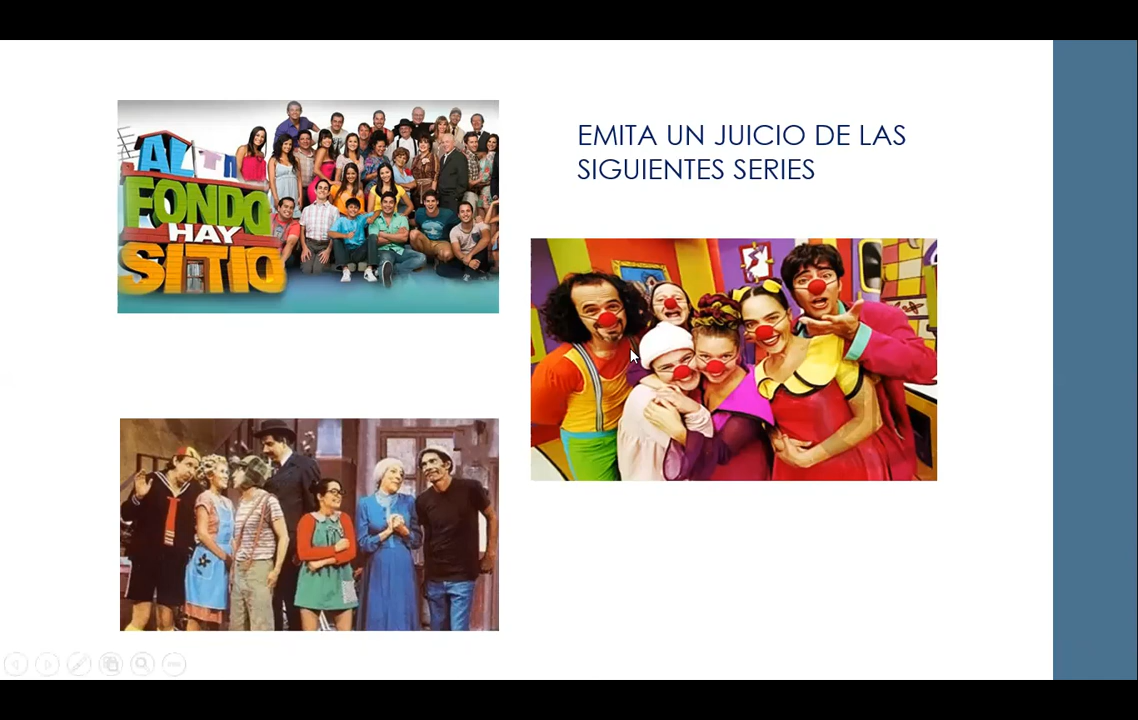 AL
FONDO
HAY
SITIO
EMITA UN JUICIO DE LAS
SIGUIENTES SERIES